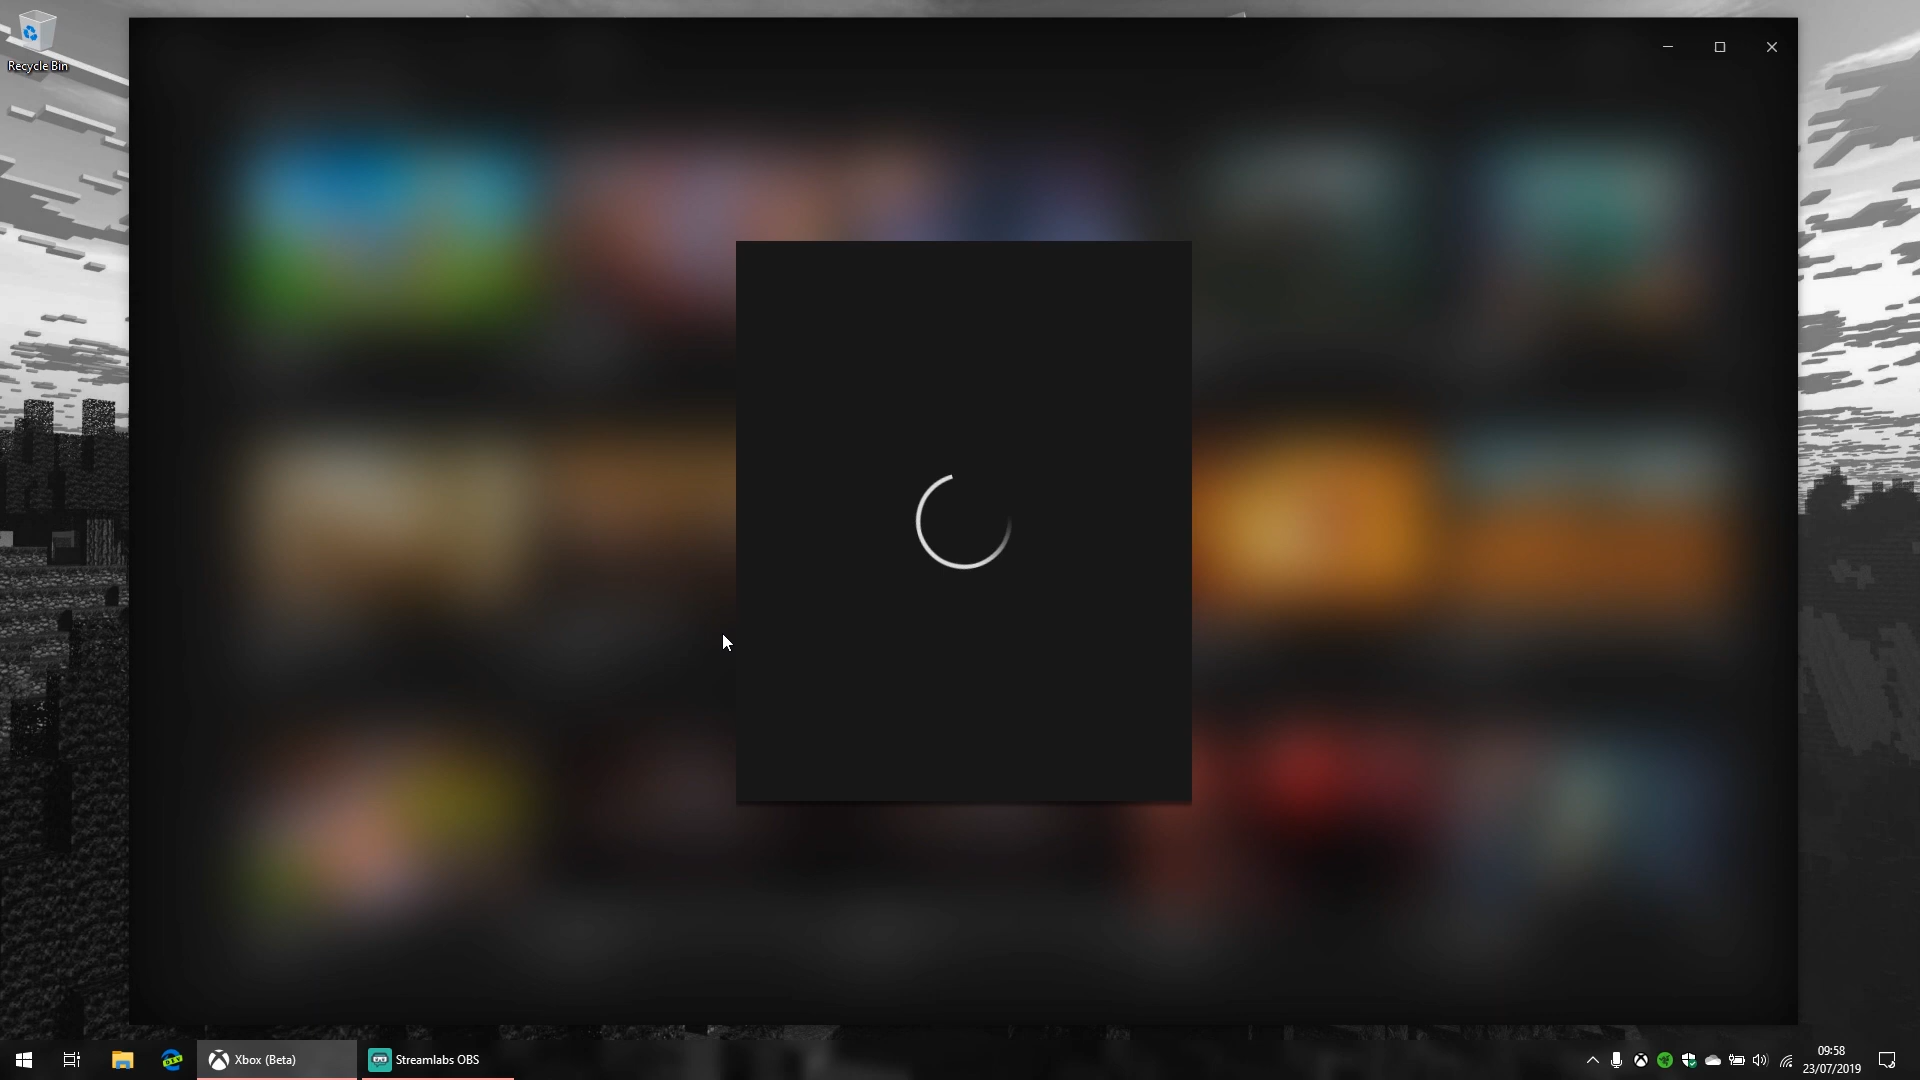 Recycle Bin
Xbox (Beta)
Streamlabs OBS
09:58
23/07/2019